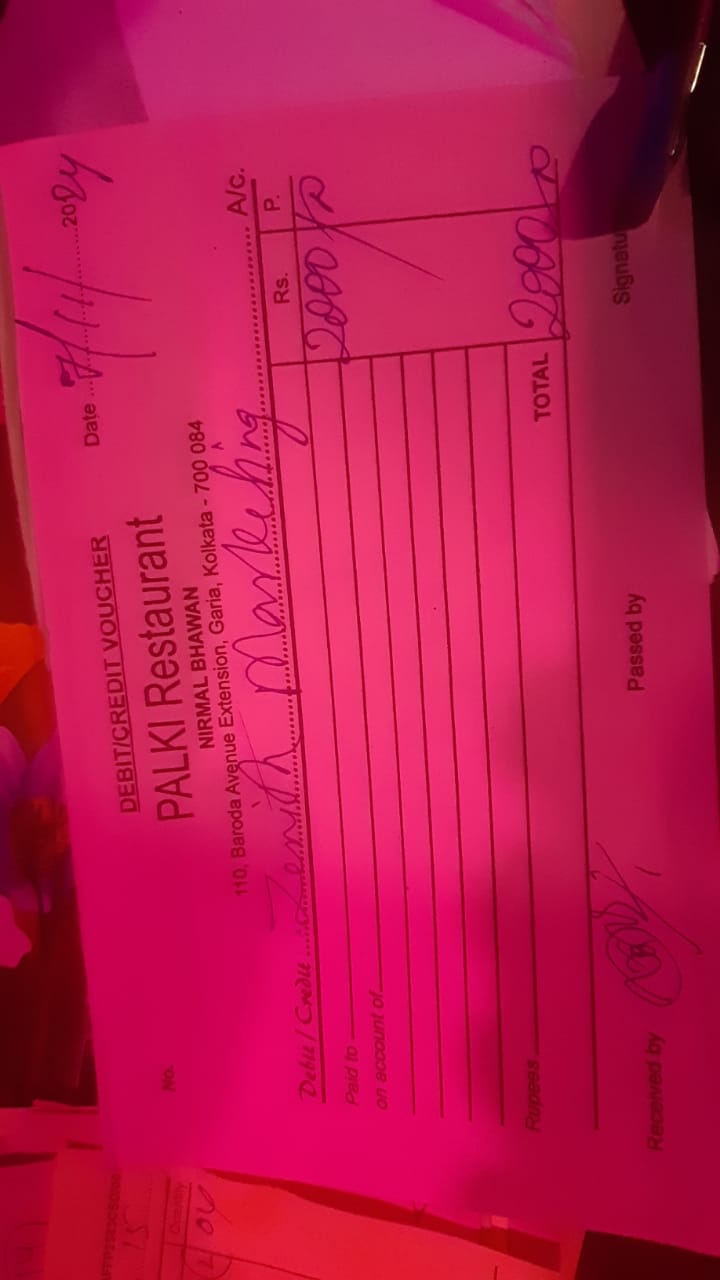 DEBIT/CREDIT VOUCHER
Date 7/11/2024
PALKI Restaurant
NIRMAL BHAWAN
No.
110, Baroda Avenue Extension, Garia, Kolkata - 700 084
Debit / Credit Zenith Marketing A/c.
Rs. P.
Paid to 2000/-
on account of
Rupees TOTAL 2000/-
Received by Passed by Signatu
15
Quantity